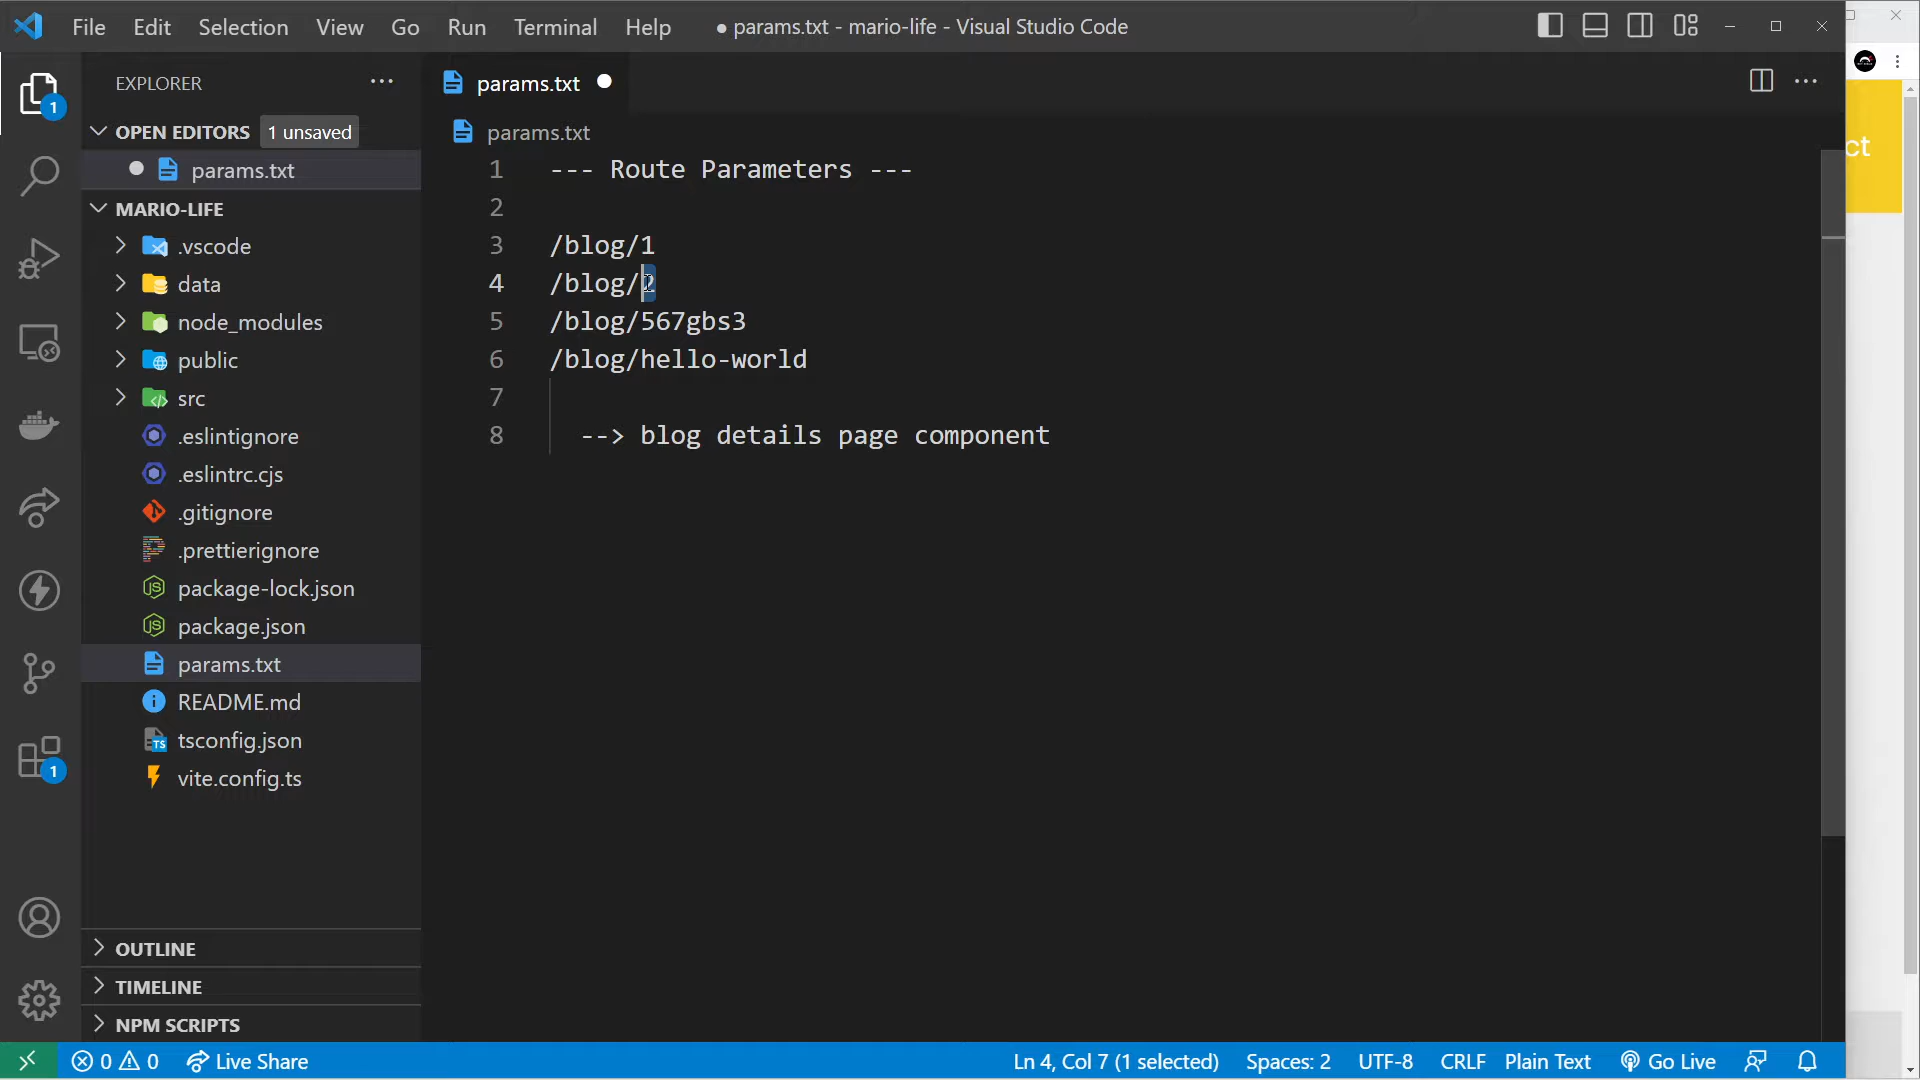 File Edit Selection View Go Run Terminal Help ● params.txt - mario-life - Visual Studio Code
EXPLORER
OPEN EDITORS 1 unsaved
params.txt
MARIO-LIFE
.vscode
data
node_modules
public
src
.eslintignore
.eslintrc.cjs
.gitignore
.prettierignore
package-lock.json
package.json
params.txt
README.md
tsconfig.json
vite.config.ts
OUTLINE
TIMELINE
NPM SCRIPTS
1
1
params.txt
params.txt
1 --- Route Parameters ---
2
3 /blog/1
4 /blog/2
5 /blog/567gbs3
6 /blog/hello-world
7
8 --> blog details page component
ct
0 0 Live Share Ln 4, Col 7 (1 selected) Spaces: 2 UTF-8 CRLF Plain Text Go Live